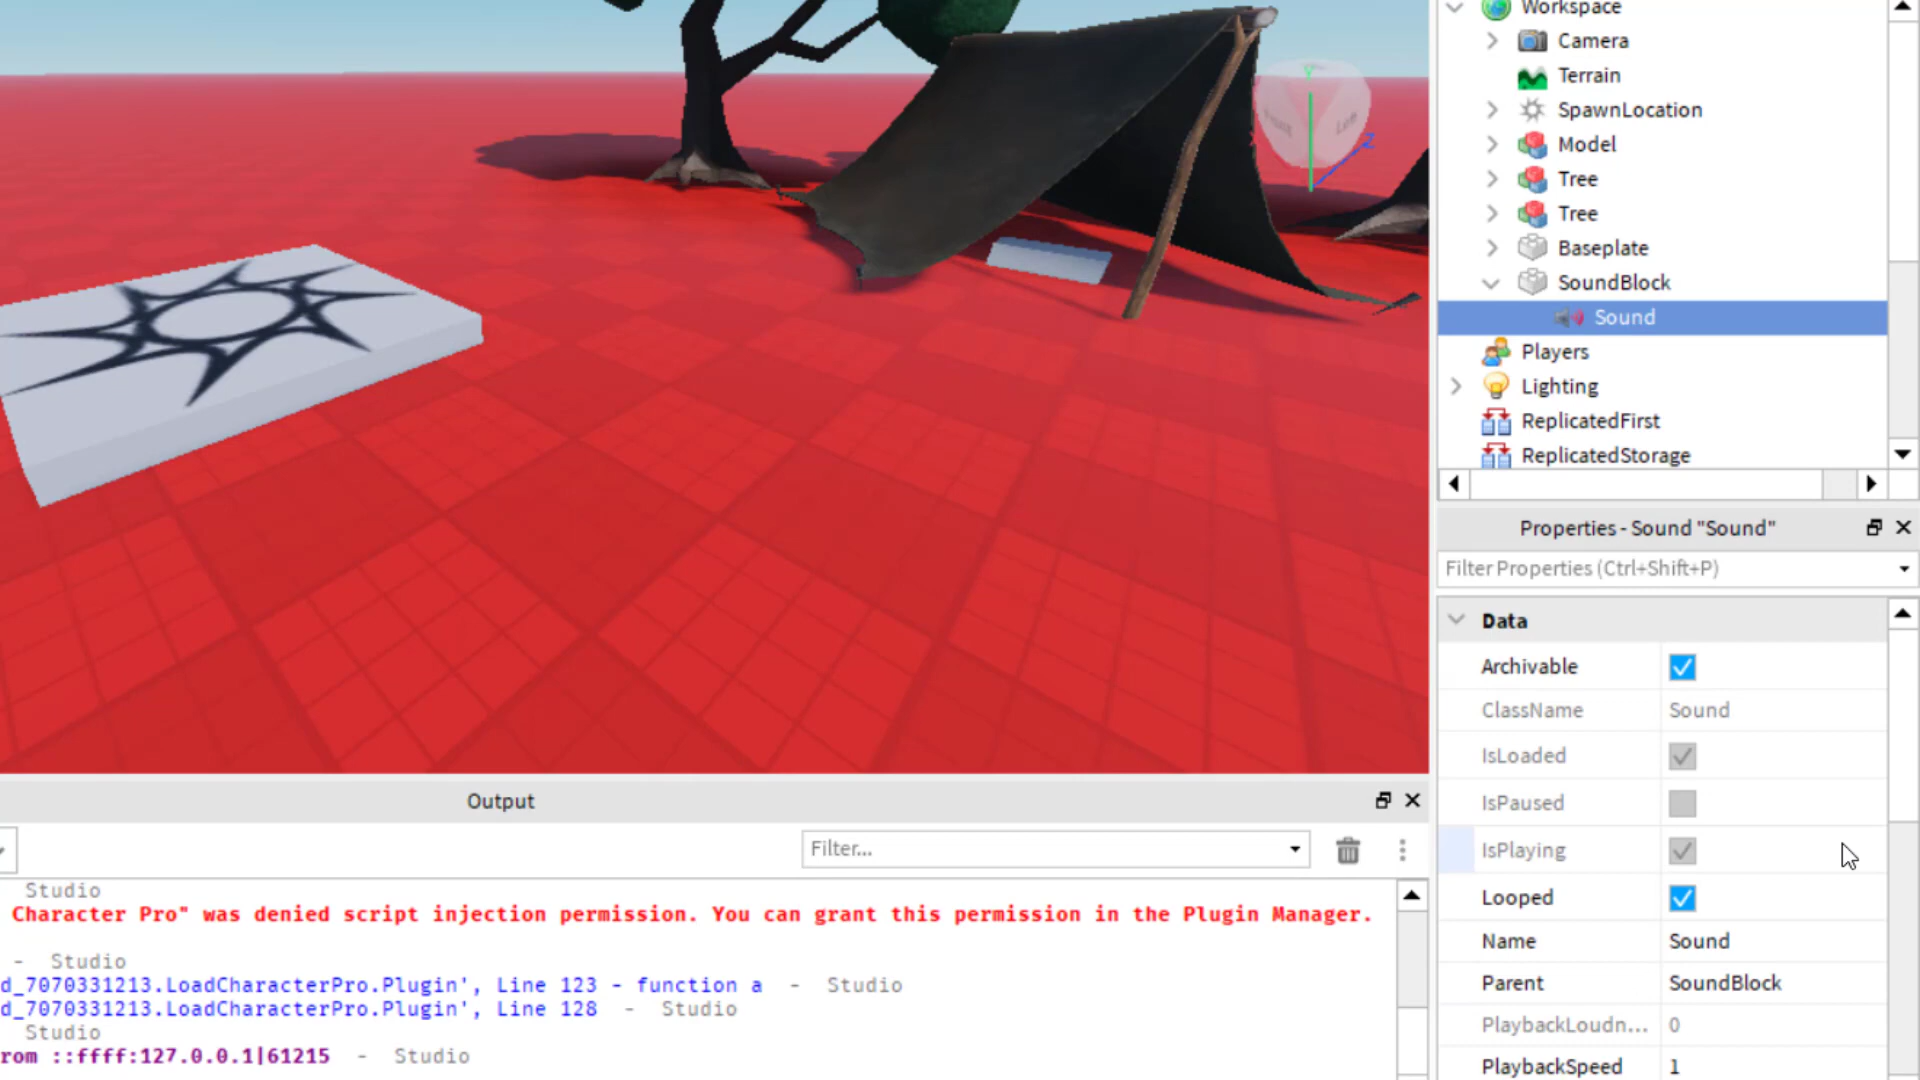 Workspace
Camera
Terrain
SpawnLocation
Model
Tree
Tree
Baseplate
SoundBlock
Sound
Players
Lighting
ReplicatedFirst
ReplicatedStorage
Y
Z
Properties - Sound "Sound"
Filter Properties (Ctrl+Shift+P)
Data
Archivable
ClassName Sound
IsLoaded
IsPaused
IsPlaying
Looped
Name Sound
Parent SoundBlock
PlaybackLoudn... 0
PlaybackSpeed 1
Output
Filter...
Studio
Character Pro" was denied script injection permission. You can grant this permission in the Plugin Manager.
- Studio
d_7070331213.LoadCharacterPro.Plugin', Line 123 - function a - Studio
d_7070331213.LoadCharacterPro.Plugin', Line 128 - Studio
Studio
rom ::ffff:127.0.0.1|61215 - Studio